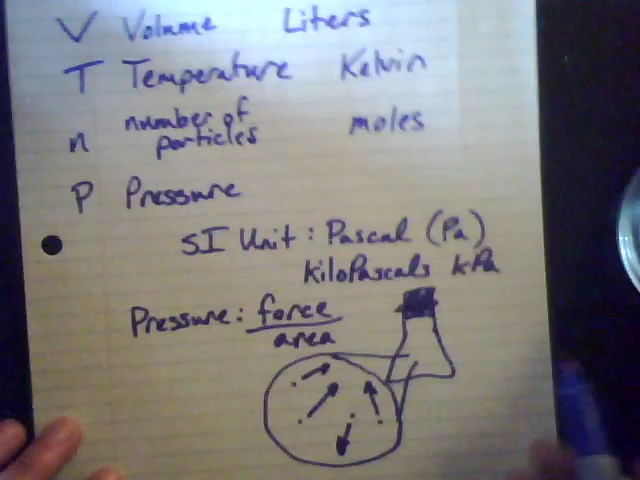 V Volume Liters
T Temperature Kelvin
n number of particles moles
P Pressure
SI Unit: Pascal (Pa)
kiloPascals kPa
Pressure: force
area